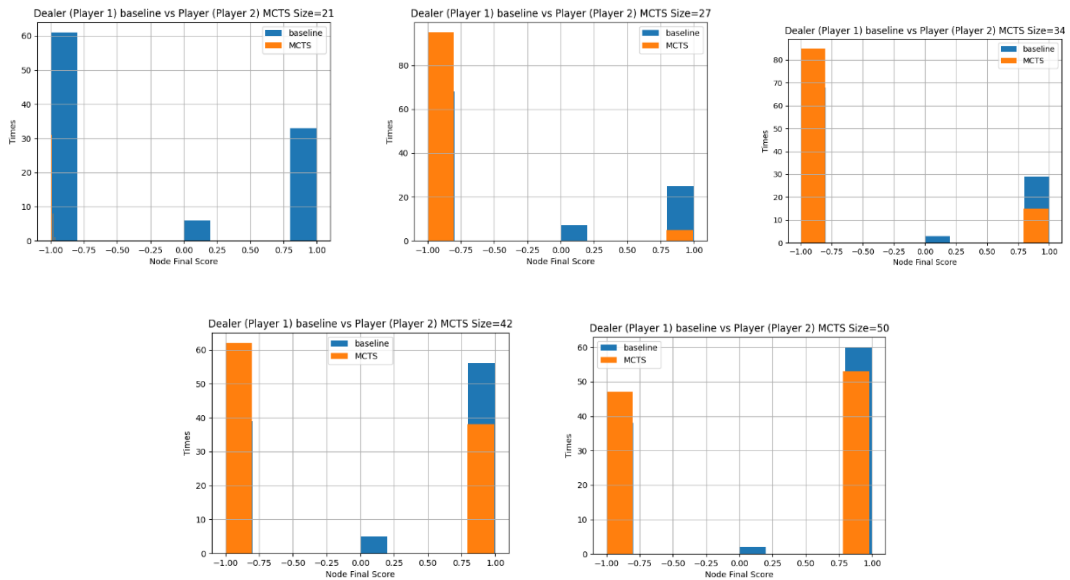 Dealer (Player 1) baseline vs Player (Player 2) MCTS Size=21
baseline
MCTS
60
50
40
30
20
10
0
Times
−1.00 −0.75 −0.50 −0.25 0.00 0.25 0.50 0.75 1.00
Node Final Score
Dealer (Player 1) baseline vs Player (Player 2) MCTS Size=27
baseline
MCTS
80
60
40
20
0
Times
−1.00 −0.75 −0.50 −0.25 0.00 0.25 0.50 0.75 1.00
Node Final Score
Dealer (Player 1) baseline vs Player (Player 2) MCTS Size=34
baseline
MCTS
80
70
60
50
40
30
20
10
0
Times
−1.00 −0.75 −0.50 −0.25 0.00 0.25 0.50 0.75 1.00
Node Final Score
Dealer (Player 1) baseline vs Player (Player 2) MCTS Size=42
baseline
MCTS
60
50
40
30
20
10
0
Times
−1.00 −0.75 −0.50 −0.25 0.00 0.25 0.50 0.75 1.00
Node Final Score
Dealer (Player 1) baseline vs Player (Player 2) MCTS Size=50
baseline
MCTS
60
50
40
30
20
10
0
Times
−1.00 −0.75 −0.50 −0.25 0.00 0.25 0.50 0.75 1.00
Node Final Score